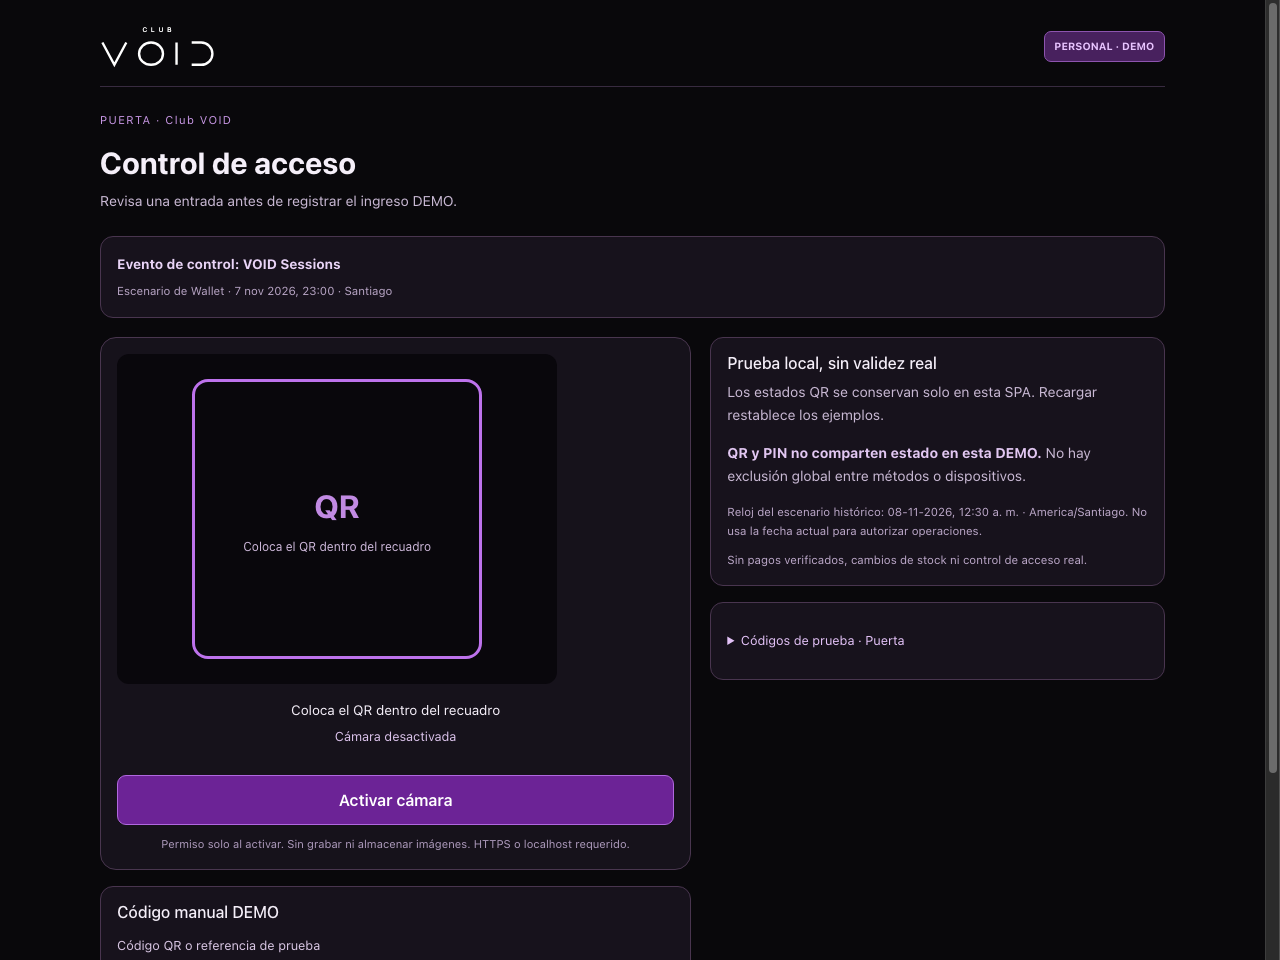 CLUB
VOID
PERSONAL · DEMO
PUERTA · Club VOID
Control de acceso
Revisa una entrada antes de registrar el ingreso DEMO.
Evento de control: VOID Sessions
Escenario de Wallet · 7 nov 2026, 23:00 · Santiago
QR
Coloca el QR dentro del recuadro
Coloca el QR dentro del recuadro
Cámara desactivada
Activar cámara
Permiso solo al activar. Sin grabar ni almacenar imágenes. HTTPS o localhost requerido.
Código manual DEMO
Código QR o referencia de prueba
Prueba local, sin validez real
Los estados QR se conservan solo en esta SPA. Recargar
restablece los ejemplos.
QR y PIN no comparten estado en esta DEMO. No hay
exclusión global entre métodos o dispositivos.
Reloj del escenario histórico: 08-11-2026, 12:30 a. m. · America/Santiago. No
usa la fecha actual para autorizar operaciones.
Sin pagos verificados, cambios de stock ni control de acceso real.
Códigos de prueba · Puerta